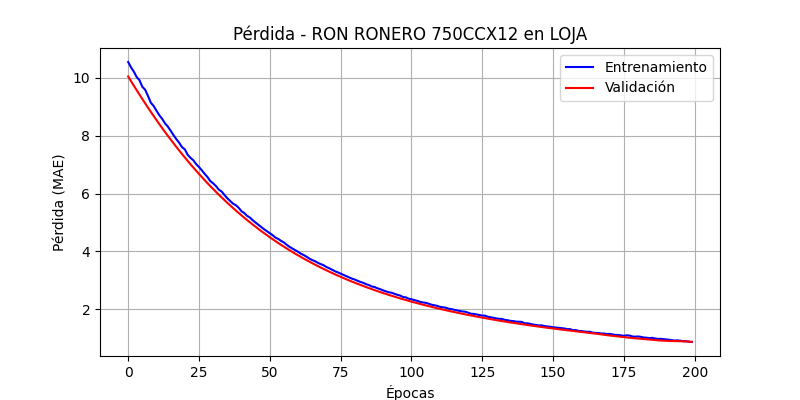 Pérdida - RON RONERO 750CCX12 en LOJA
Entrenamiento
Validación
Pérdida (MAE)
10
8
6
4
2
0 25 50 75 100 125 150 175 200
Épocas